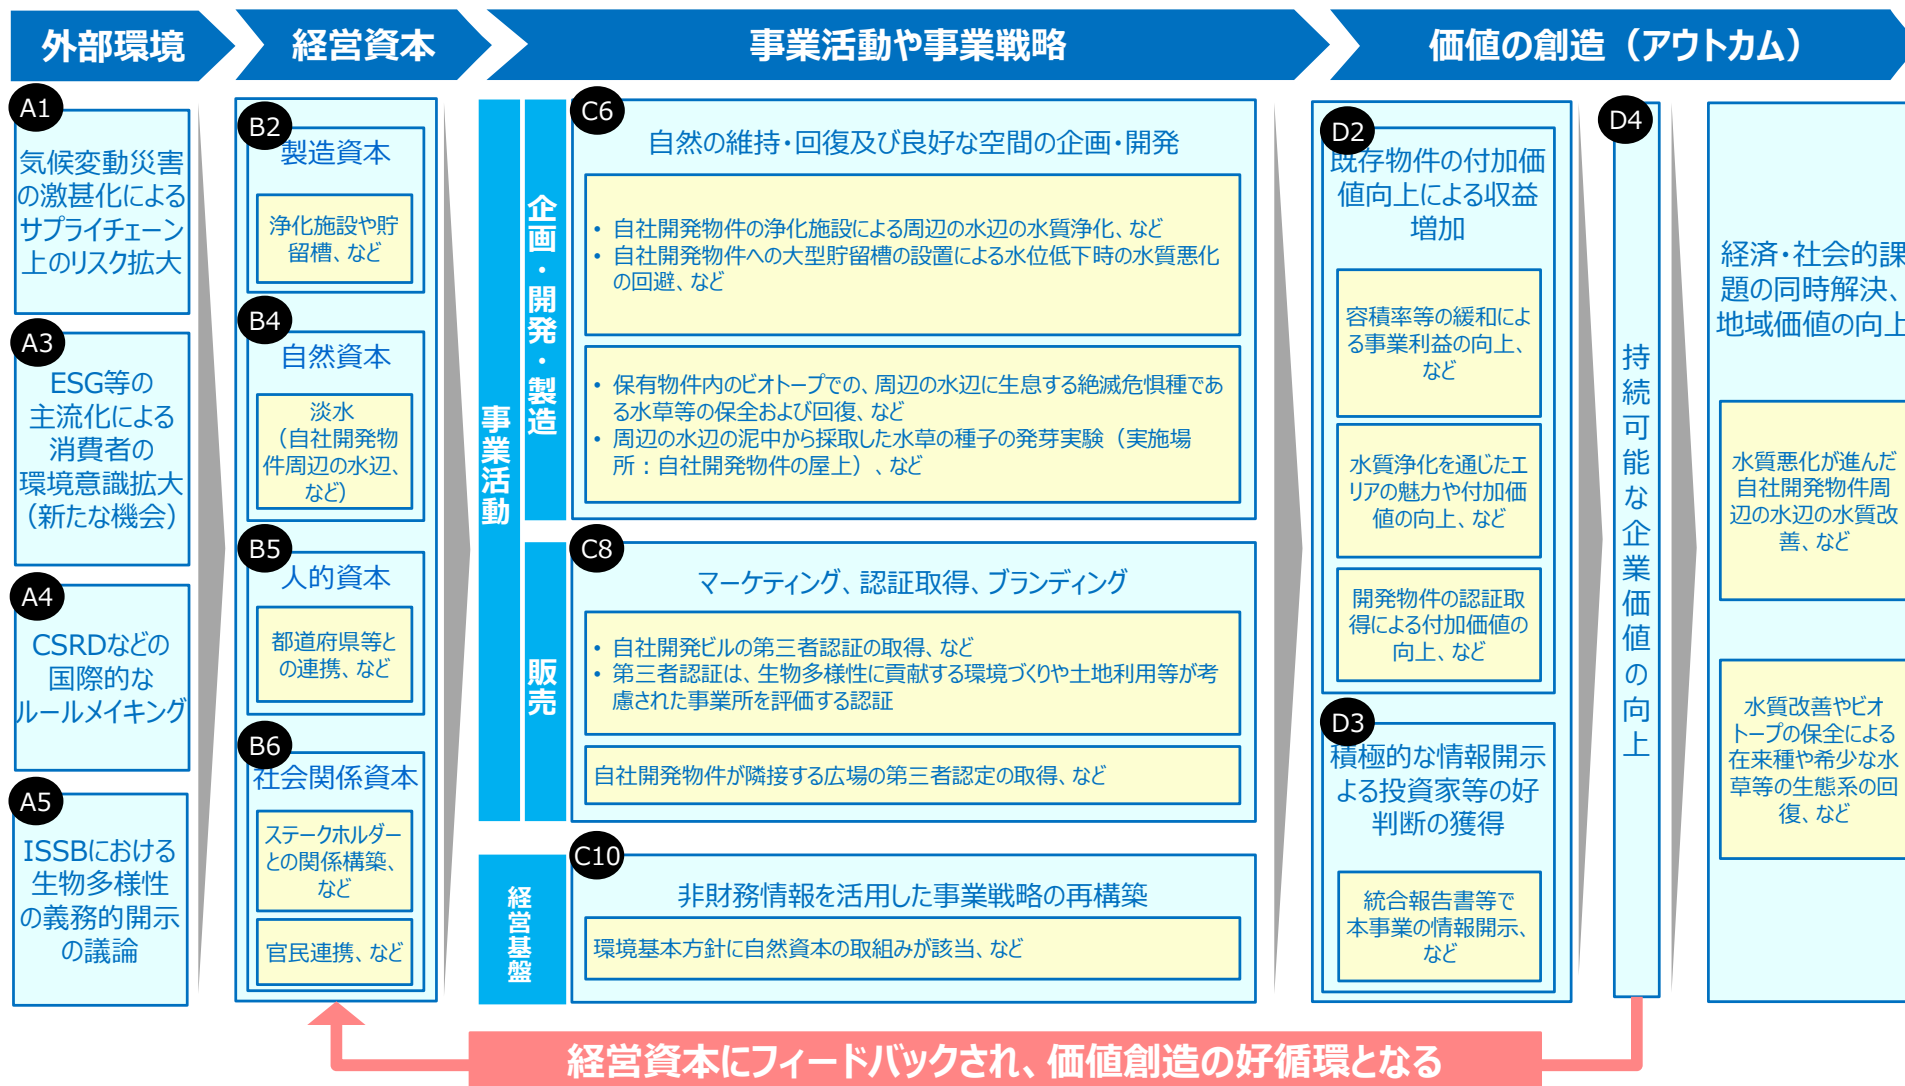 外部環境
経営資本
事業活動や事業戦略
価値の創造（アウトカム）
A1
気候変動災害
の激甚化による
サプライチェーン
上のリスク拡大
A3
ESG等の
主流化による
消費者の
環境意識拡大
（新たな機会）
A4
CSRDなどの
国際的な
ルールメイキング
A5
ISSBにおける
生物多様性
の義務的開示
の議論
B2
製造資本
浄化施設や貯
留槽、など
B4
自然資本
淡水
（自社開発物
件周辺の水辺、
など）
B5
人的資本
都道府県等と
の連携、など
B6
社会関係資本
ステークホルダー
との関係構築、
など
官民連携、など
事業活動
企画・開発・製造
C6
自然の維持・回復及び良好な空間の企画・開発
• 自社開発物件の浄化施設による周辺の水辺の水質浄化、など
• 自社開発物件への大型貯留槽の設置による水位低下時の水質悪化
の回避、など
• 保有物件内のビオトープでの、周辺の水辺に生息する絶滅危惧種であ
る水草等の保全および回復、など
• 周辺の水辺の泥中から採取した水草の種子の発芽実験（実施場
所：自社開発物件の屋上）、など
販売
C8
マーケティング、認証取得、ブランディング
• 自社開発ビルの第三者認証の取得、など
• 第三者認証は、生物多様性に貢献する環境づくりや土地利用等が考
慮された事業所を評価する認証
自社開発物件が隣接する広場の第三者認定の取得、など
経営基盤
C10
非財務情報を活用した事業戦略の再構築
環境基本方針に自然資本の取組みが該当、など
D2
既存物件の付加価
値向上による収益
増加
容積率等の緩和によ
る事業利益の向上、
など
水質浄化を通じたエ
リアの魅力や付加価
値の向上、など
開発物件の認証取
得による付加価値の
向上、など
D3
積極的な情報開示
よる投資家等の好
判断の獲得
統合報告書等で
本事業の情報開示、
など
D4
持続可能な企業価値の向上
経済・社会的課
題の同時解決、
地域価値の向上
水質悪化が進んだ
自社開発物件周
辺の水辺の水質改
善、など
水質改善やビオ
トープの保全による
在来種や希少な水
草等の生態系の回
復、など
経営資本にフィードバックされ、価値創造の好循環となる